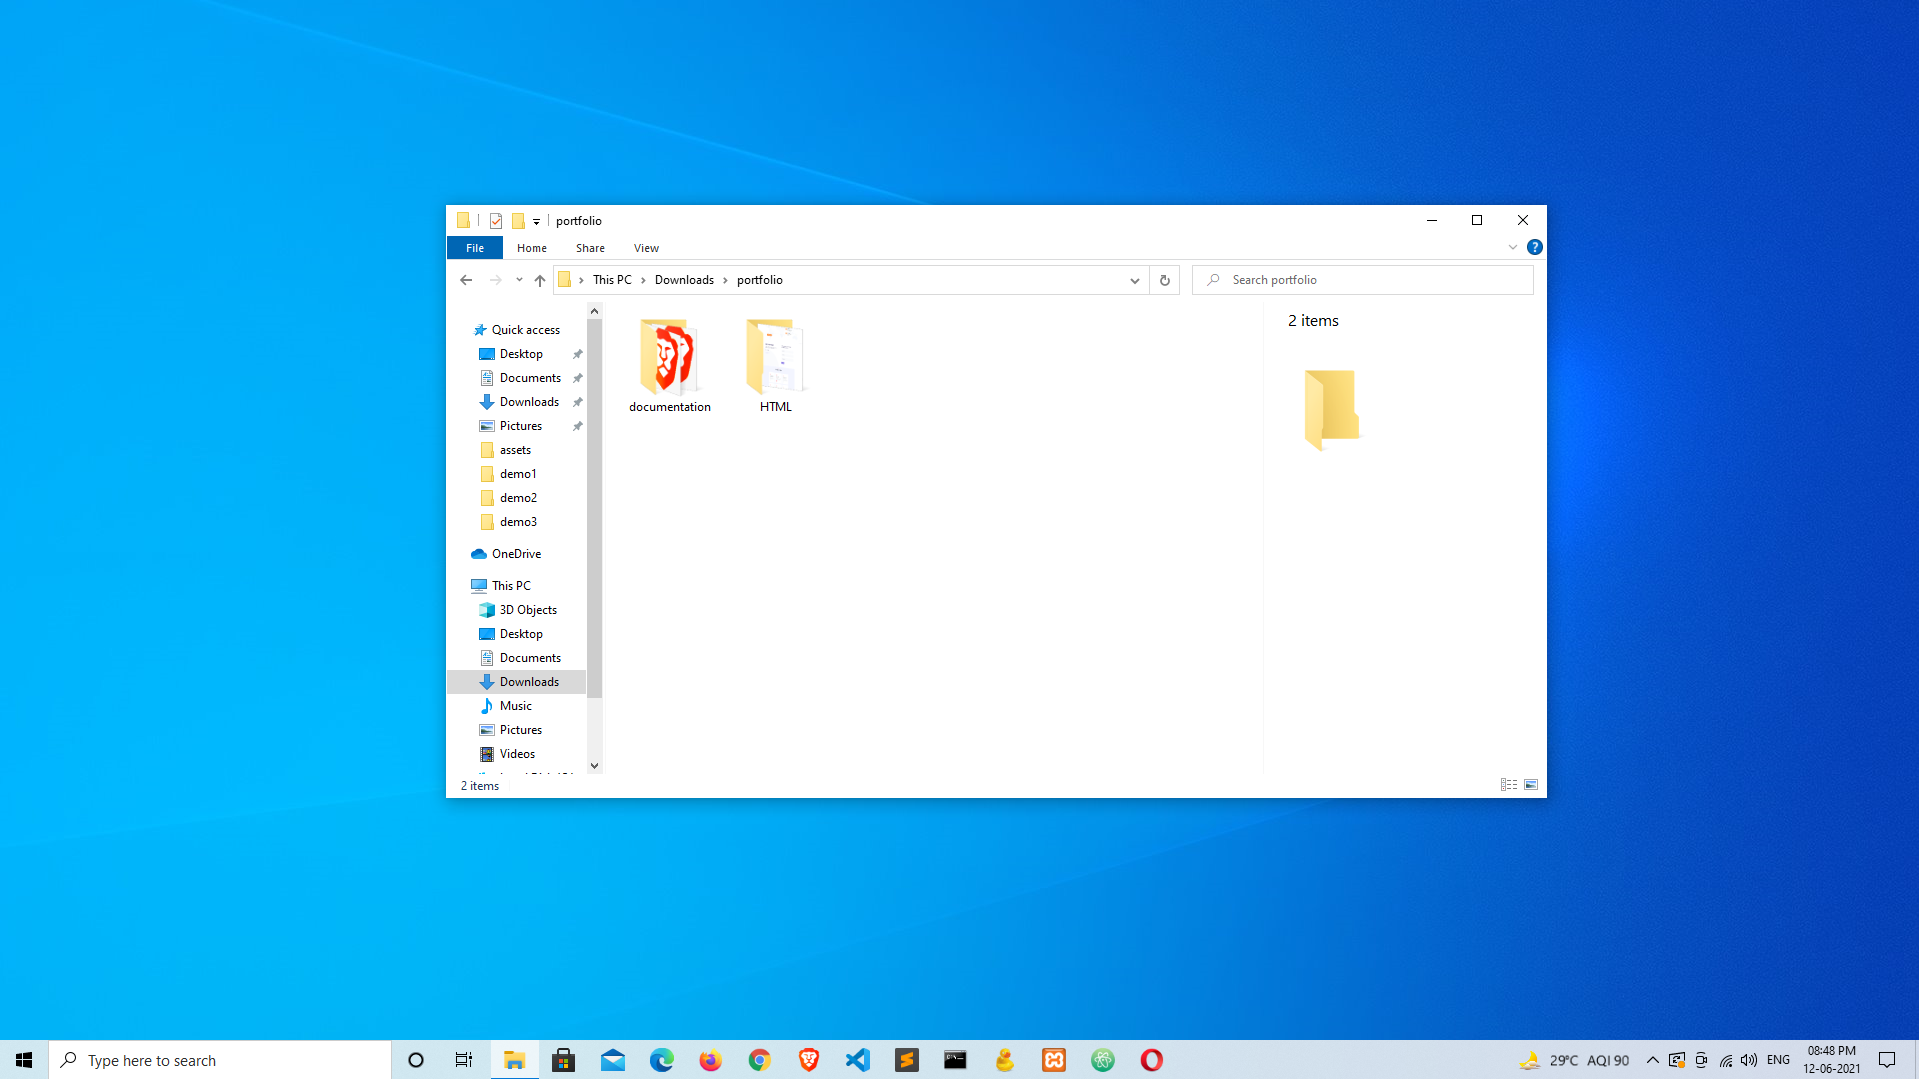 portfolio
File Home Share View
This PC Downloads portfolio
Search portfolio
Quick access
Desktop
Documents
Downloads
Pictures
assets
demo1
demo2
demo3
OneDrive
This PC
3D Objects
Desktop
Documents
Downloads
Music
Pictures
Videos
documentation
HTML
2 items
2 items
Type here to search
29°C AQI 90
ENG
08:48 PM
12-06-2021